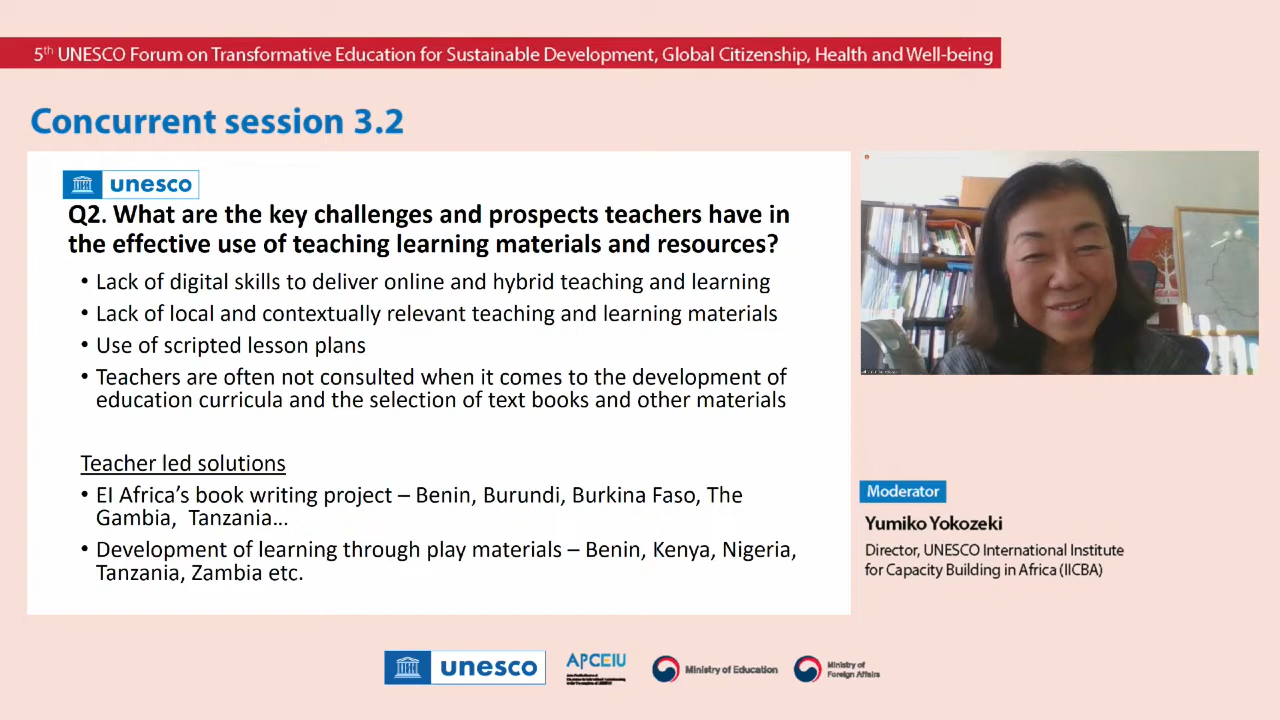 5th UNESCO Forum on Transformative Education for Sustainable Development, Global Citizenship, Health and Well-being
Concurrent session 3.2
unesco
Q2. What are the key challenges and prospects teachers have in
the effective use of teaching learning materials and resources?
• Lack of digital skills to deliver online and hybrid teaching and learning
• Lack of local and contextually relevant teaching and learning materials
• Use of scripted lesson plans
• Teachers are often not consulted when it comes to the development of
education curricula and the selection of text books and other materials
Teacher led solutions
• EI Africa’s book writing project – Benin, Burundi, Burkina Faso, The
Gambia, Tanzania...
• Development of learning through play materials – Benin, Kenya, Nigeria,
Tanzania, Zambia etc.
Moderator
Yumiko Yokozeki
Director, UNESCO International Institute
for Capacity Building in Africa (IICBA)
unesco
APCEIU
Ministry of Education
Ministry of
Foreign Affairs